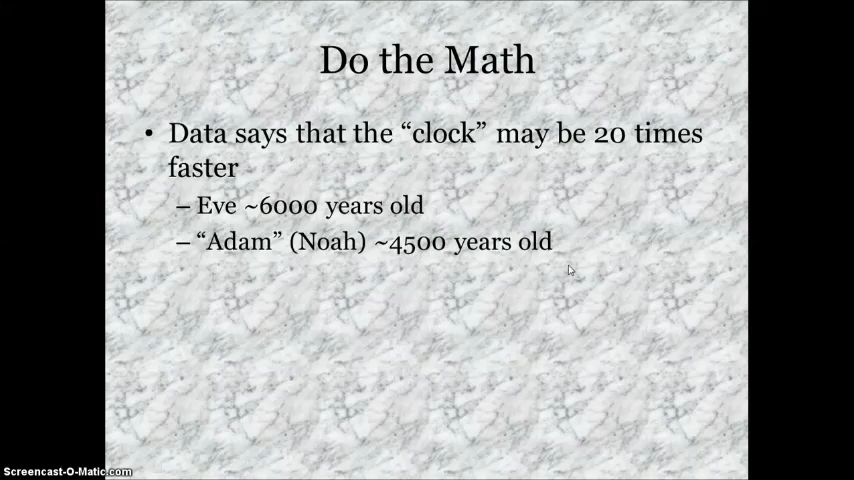 Do the Math
• Data says that the “clock” may be 20 times
faster
– Eve ~6000 years old
– “Adam” (Noah) ~4500 years old
Screencast-O-Matic.com